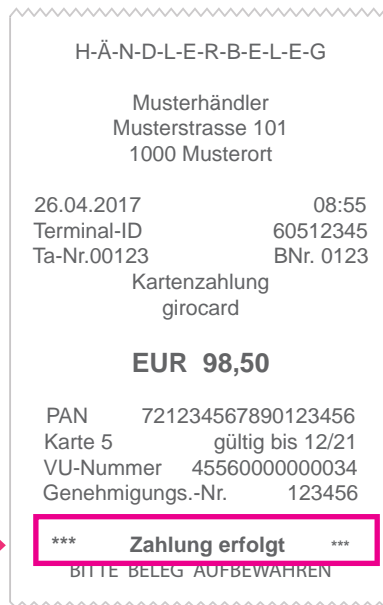 H-Ä-N-D-L-E-R-B-E-L-E-G
Musterhändler
Musterstrasse 101
1000 Musterort
26.04.2017 08:55
Terminal-ID 60512345
Ta-Nr.00123 BNr. 0123
Kartenzahlung
girocard
EUR 98,50
PAN 721234567890123456
Karte 5 gültig bis 12/21
VU-Nummer 45560000000034
Genehmigungs.-Nr. 123456
*** Zahlung erfolgt ***
BITTE BELEG AUFBEWAHREN